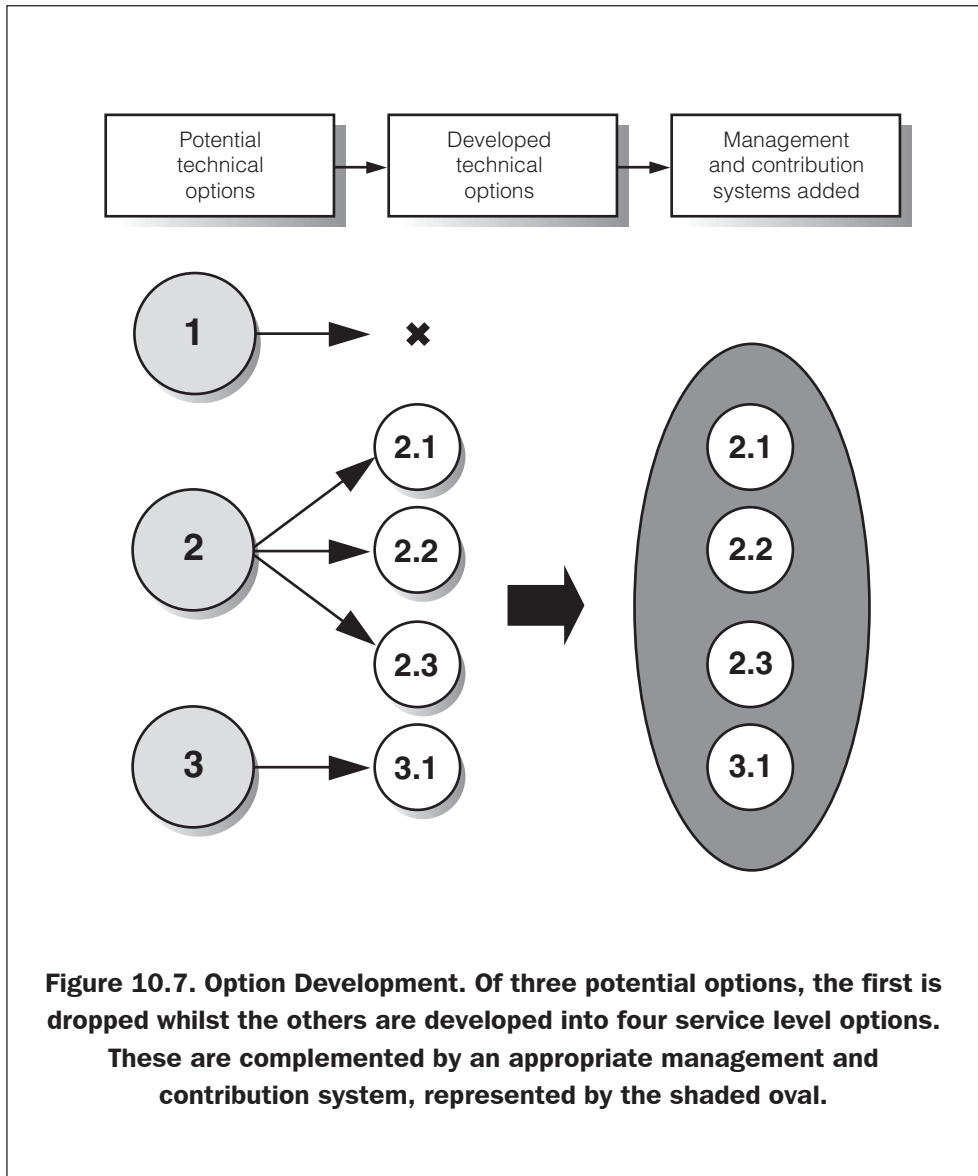 Potential
technical
options
Developed
technical
options
Management
and contribution
systems added
1
2
3
2.1
2.2
2.3
3.1
2.1
2.2
2.3
3.1
Figure 10.7. Option Development. Of three potential options, the first is
dropped whilst the others are developed into four service level options.
These are complemented by an appropriate management and
contribution system, represented by the shaded oval.